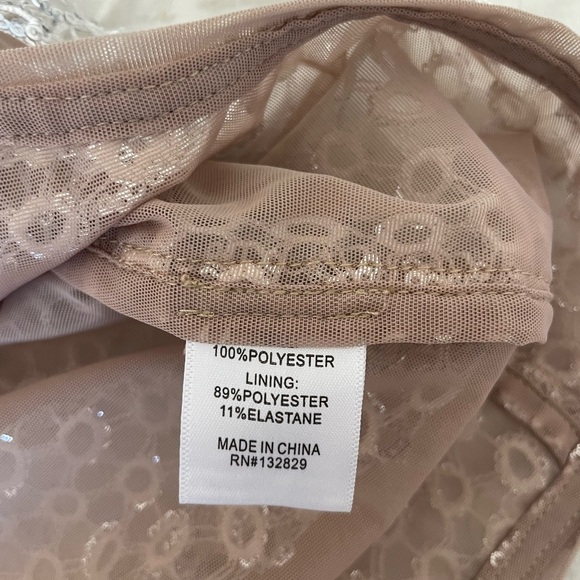 100%POLYESTER
LINING:
89%POLYESTER
11%ELASTANE
MADE IN CHINA
RN#132829